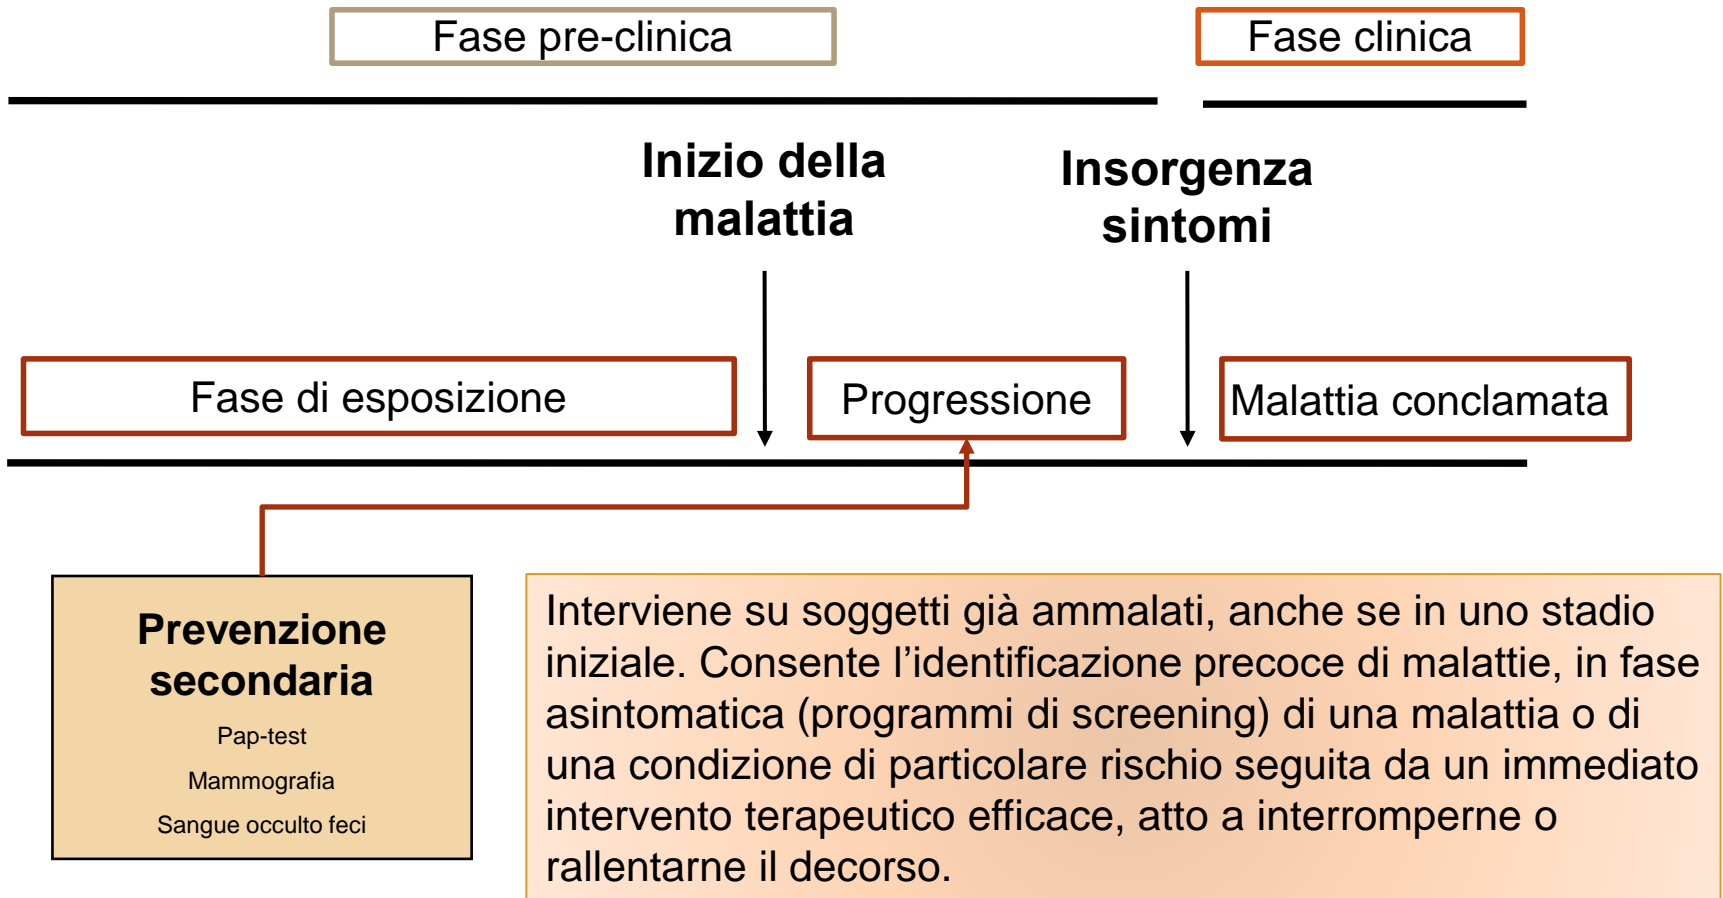 Fase pre-clinica
Fase clinica
Inizio della
malattia
Insorgenza
sintomi
Fase di esposizione
Progressione
Malattia conclamata
Prevenzione
secondaria
Pap-test
Mammografia
Sangue occulto feci
Interviene su soggetti già ammalati, anche se in uno stadio
iniziale. Consente l’identificazione precoce di malattie, in fase
asintomatica (programmi di screening) di una malattia o di
una condizione di particolare rischio seguita da un immediato
intervento terapeutico efficace, atto a interromperne o
rallentarne il decorso.